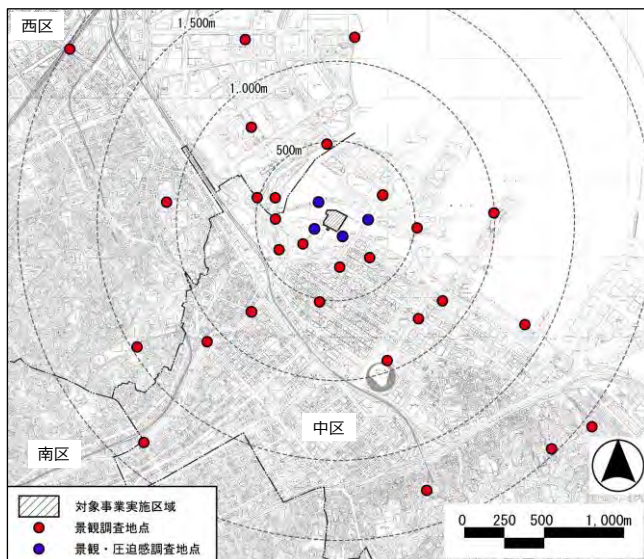 西区
1,500m
1,000m
500m
中区
南区
対象事業実施区域
景観調査地点
景観・圧迫感調査地点
0 250 500 1,000m